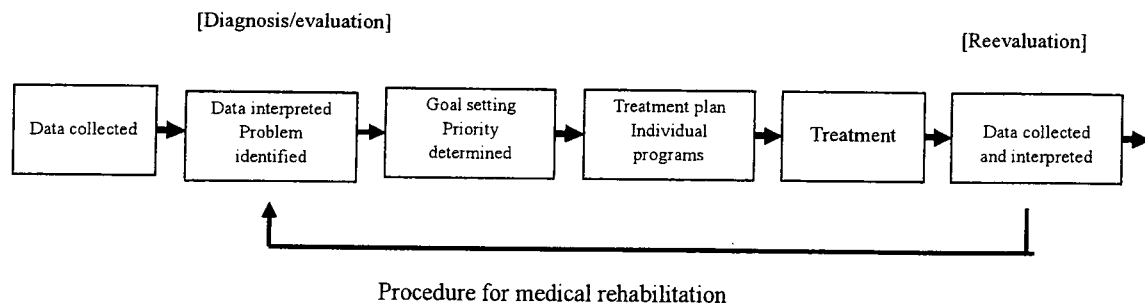 [Diagnosis/evaluation]
[Reevaluation]
Data collected
Data interpreted
Problem
identified
Goal setting
Priority
determined
Treatment plan
Individual
programs
Treatment
Data collected
and interpreted
Procedure for medical rehabilitation